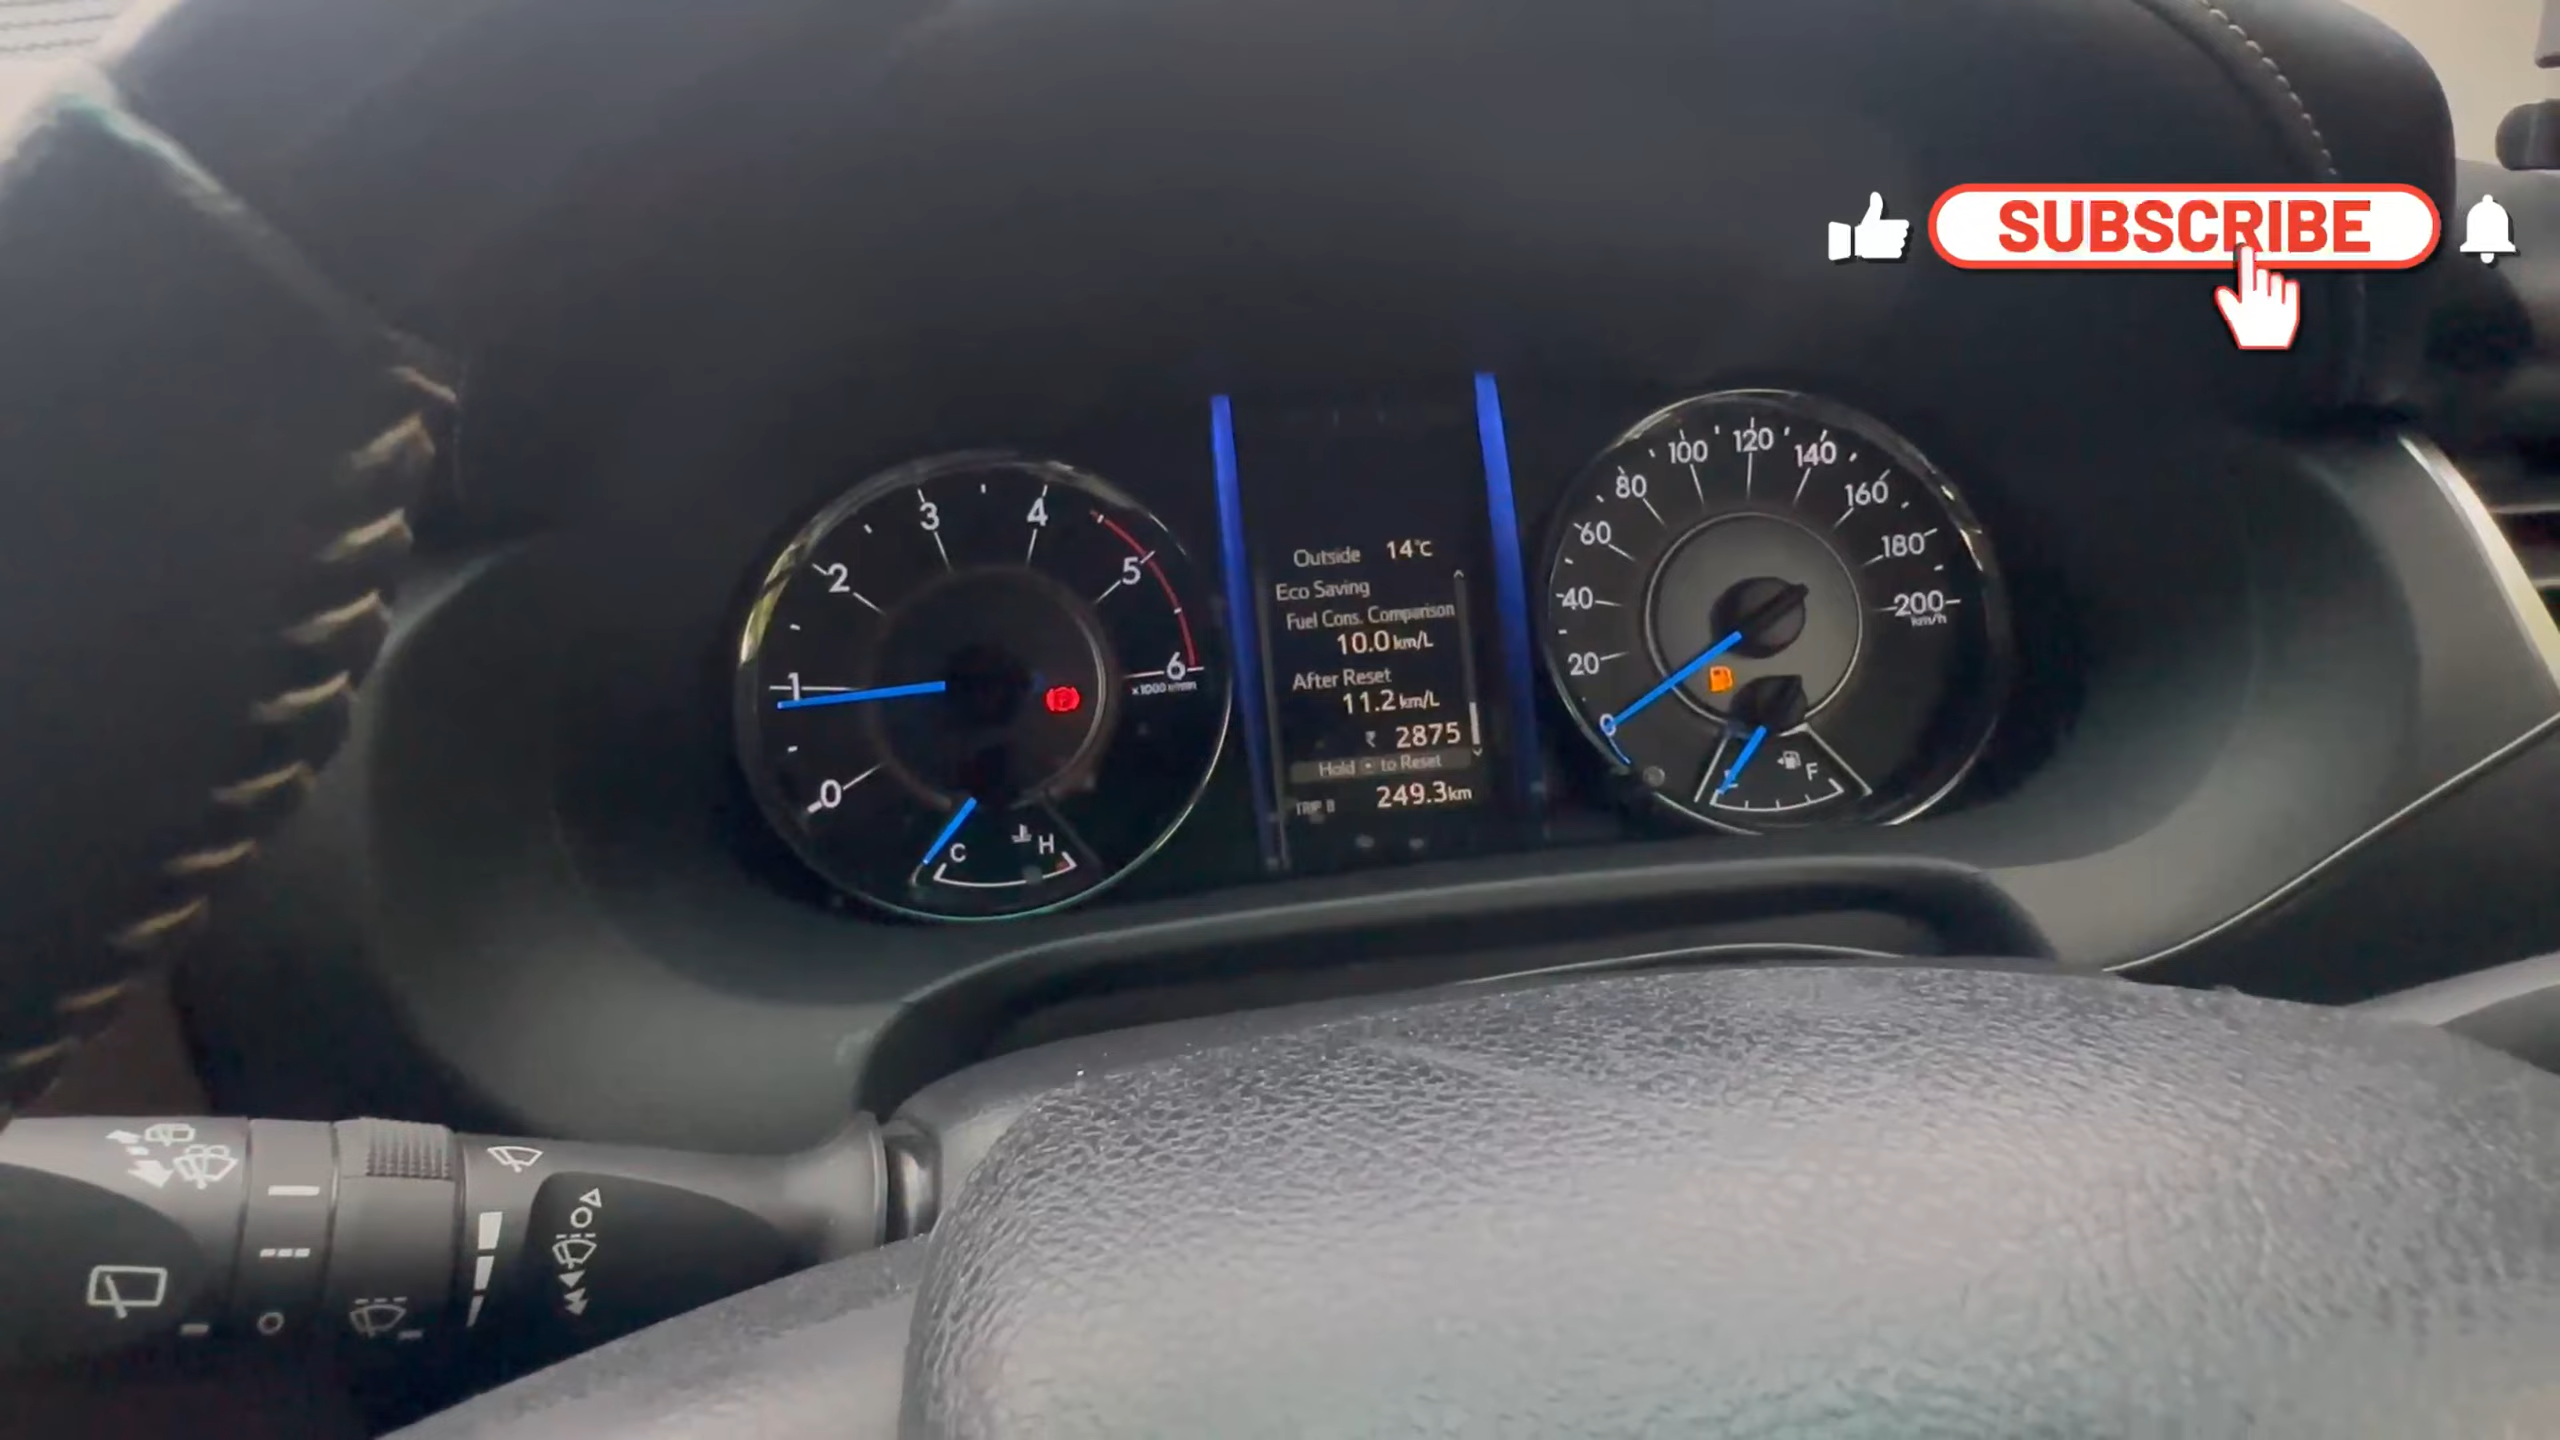 SUBSCRIBE
0
1
2
3
4
5
6
x1000 r/min
C
H
Outside 14°C
Eco Saving
Fuel Cons. Comparison
10.0 km/L
After Reset
11.2 km/L
₹ 2875
Hold to Reset
TRIP B 249.3km
0
20
40
60
80
100
120
140
160
180
200
km/h
E
F